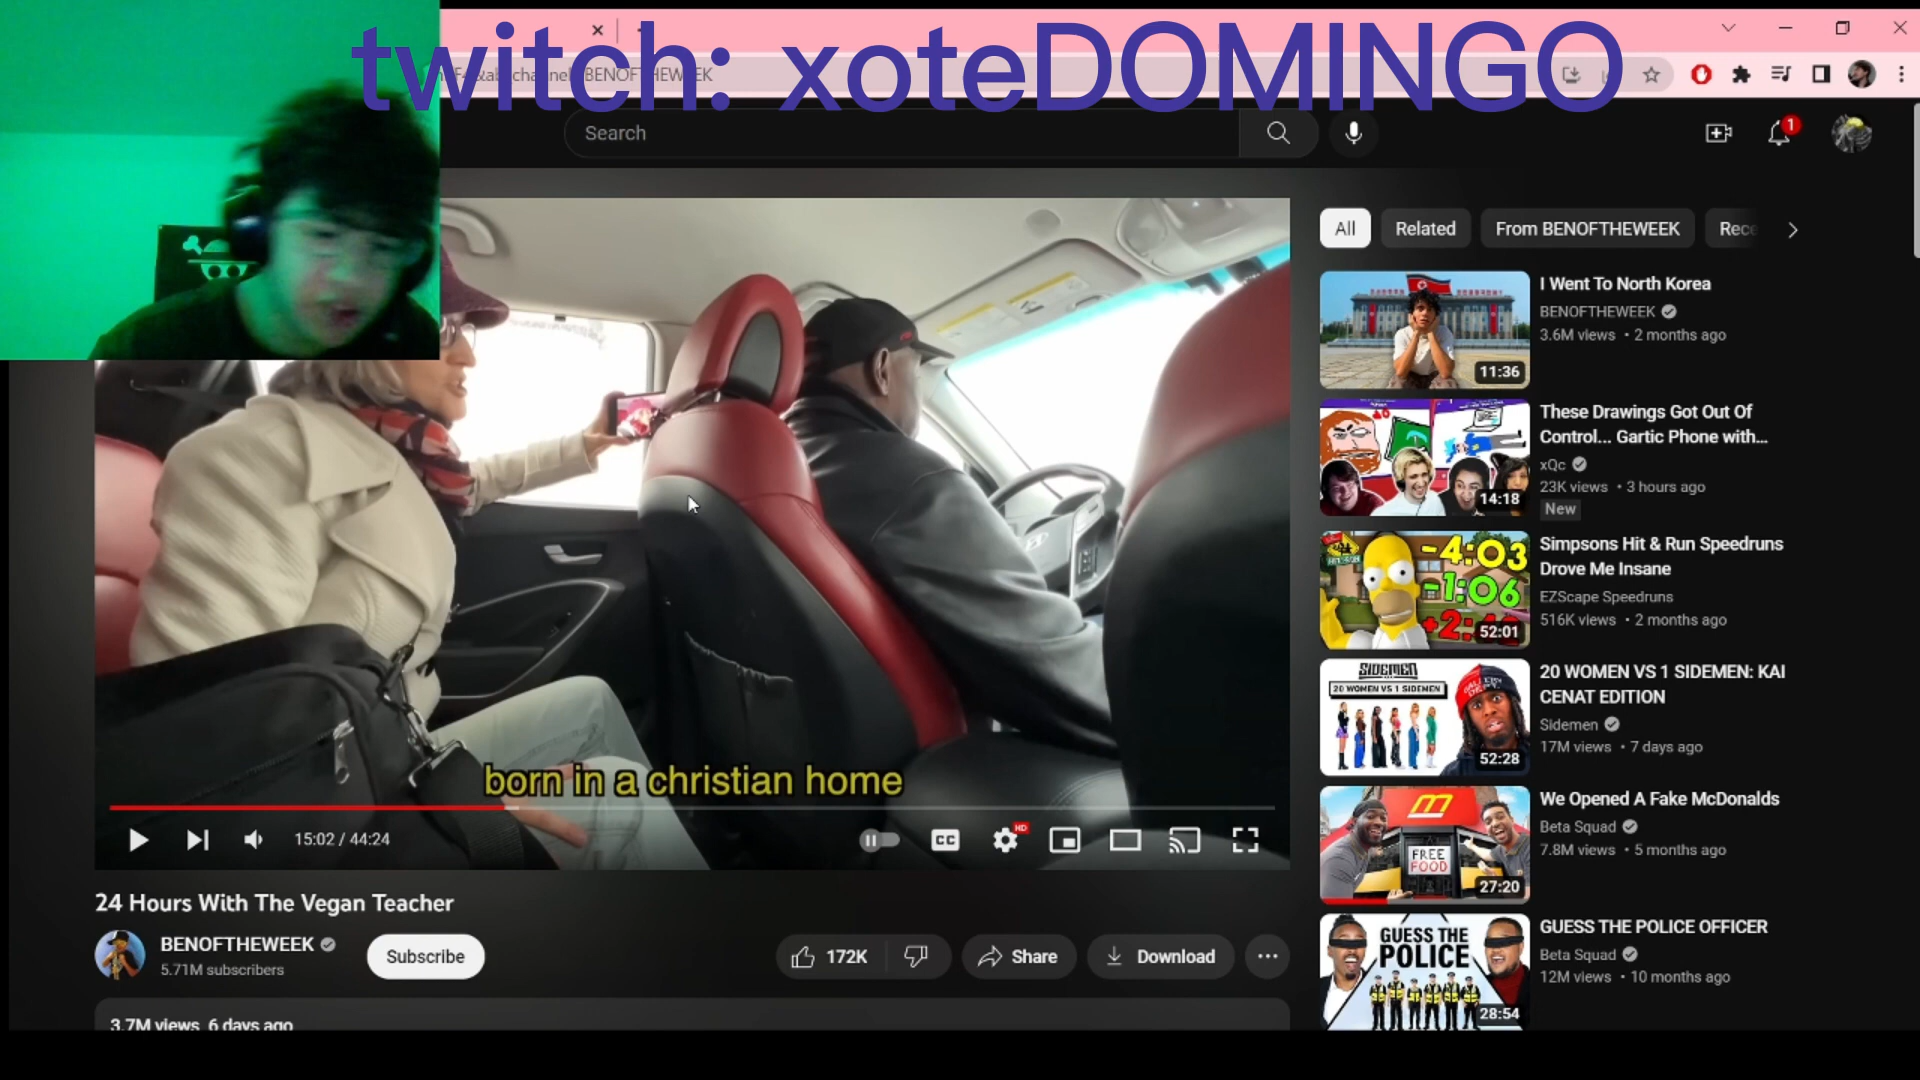 twitch: xoteDOMINGO
BENOFTHEWEEK
Search
1
All
Related
From BENOFTHEWEEK
born in a christian home
15:02 / 44:24
CC
HD
24 Hours With The Vegan Teacher
BENOFTHEWEEK
5.71M subscribers
Subscribe
172K
Share
Download
3.7M views 6 days ago
I Went To North Korea
BENOFTHEWEEK
3.6M views • 2 months ago
11:36
These Drawings Got Out Of
Control... Gartic Phone with...
xQc
23K views • 3 hours ago
New
14:18
Simpsons Hit & Run Speedruns
Drove Me Insane
EZScape Speedruns
516K views • 2 months ago
-4:03
-1:06
52:01
20 WOMEN VS 1 SIDEMEN: KAI
CENAT EDITION
Sidemen
17M views • 7 days ago
SIDEMEN
20 WOMEN VS 1 SIDEMEN
52:28
We Opened A Fake McDonalds
Beta Squad
7.8M views • 5 months ago
FREE
FOOD
27:20
GUESS THE POLICE OFFICER
Beta Squad
12M views • 10 months ago
GUESS THE
POLICE
28:54